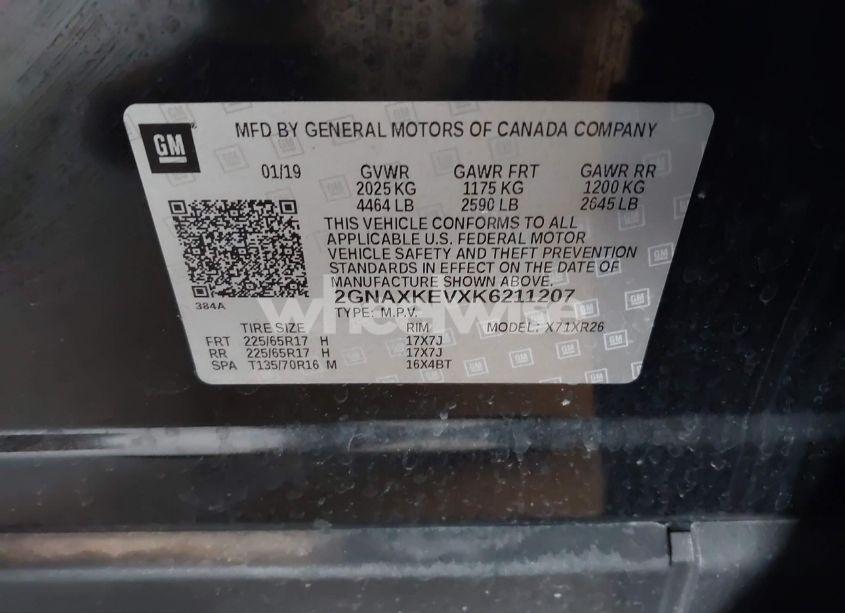 GM
MFD BY GENERAL MOTORS OF CANADA COMPANY
01/19 GVWR GAWR FRT GAWR RR
2025 KG 1175 KG 1200 KG
4464 LB 2590 LB 2645 LB
THIS VEHICLE CONFORMS TO ALL
APPLICABLE U.S. FEDERAL MOTOR
VEHICLE SAFETY AND THEFT PREVENTION
STANDARDS IN EFFECT ON THE DATE OF
MANUFACTURE SHOWN ABOVE.
384A
2GNAXKEVXK6211207
TYPE: M.P.V.
TIRE SIZE RIM MODEL: X71XR26
FRT 225/65R17 H 17X7J
RR 225/65R17 H 17X7J
SPA T135/70R16 M 16X4BT
wheelwise